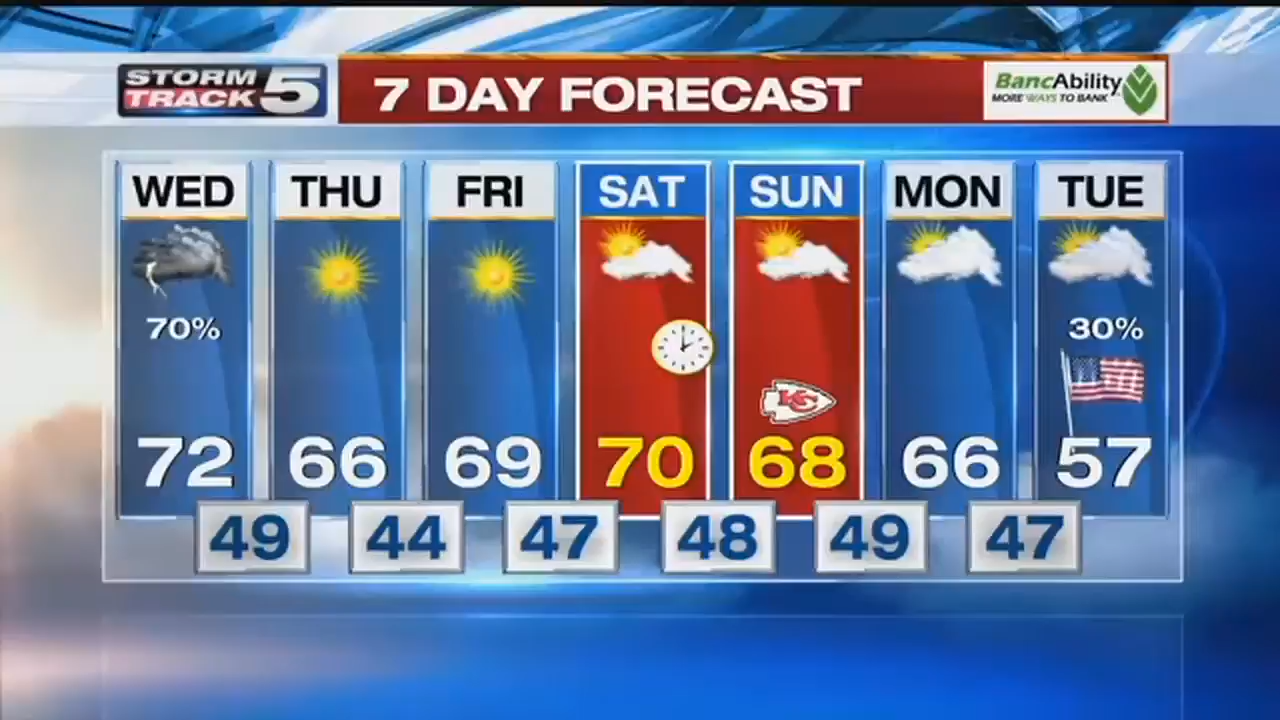 STORM
TRACK 5
7 DAY FORECAST
BancAbility
MORE WAYS TO BANK
WED THU FRI SAT SUN MON TUE
70% 30%
KC
72 66 69 70 68 66 57
49 44 47 48 49 47